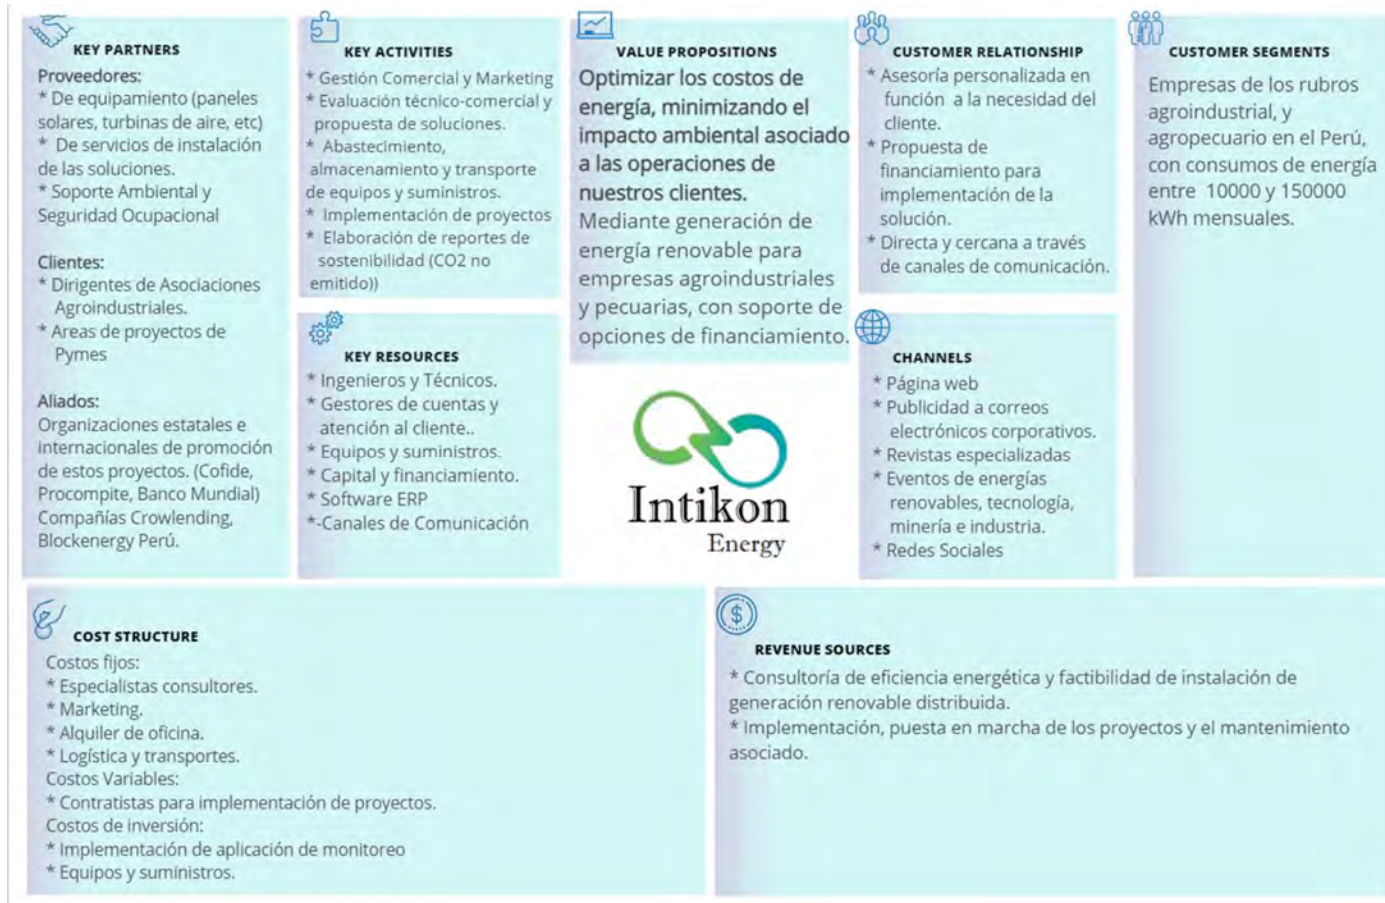 KEY PARTNERS
Proveedores:
* De equipamiento (paneles
solares, turbinas de aire, etc)
* De servicios de instalación
de las soluciones.
* Soporte Ambiental y
Seguridad Ocupacional
Clientes:
* Dirigentes de Asociaciones
Agroindustriales.
* Areas de proyectos de
Pymes
Aliados:
Organizaciones estatales e
internacionales de promoción
de estos proyectos. (Cofide,
Procompite, Banco Mundial)
Compañías Crowlending,
Blockenergy Perú.
KEY ACTIVITIES
* Gestión Comercial y Marketing
* Evaluación técnico-comercial y
propuesta de soluciones.
* Abastecimiento,
almacenamiento y transporte
de equipos y suministros.
* Implementación de proyectos
* Elaboración de reportes de
sostenibilidad (CO2 no
emitido))
KEY RESOURCES
* Ingenieros y Técnicos.
* Gestores de cuentas y
atención al cliente..
* Equipos y suministros.
* Capital y financiamiento.
* Software ERP
*-Canales de Comunicación
VALUE PROPOSITIONS
Optimizar los costos de
energía, minimizando el
impacto ambiental asociado
a las operaciones de
nuestros clientes.
Mediante generación de
energía renovable para
empresas agroindustriales
y pecuarias, con soporte de
opciones de financiamiento.
Intikon
Energy
CUSTOMER RELATIONSHIP
* Asesoría personalizada en
función a la necesidad del
cliente.
* Propuesta de
financiamiento para
implementación de la
solución.
* Directa y cercana a través
de canales de comunicación.
CHANNELS
* Página web
* Publicidad a correos
electrónicos corporativos.
* Revistas especializadas
* Eventos de energías
renovables, tecnología,
minería e industria.
* Redes Sociales
CUSTOMER SEGMENTS
Empresas de los rubros
agroindustrial, y
agropecuario en el Perú,
con consumos de energía
entre 10000 y 150000
kWh mensuales.
COST STRUCTURE
Costos fijos:
* Especialistas consultores.
* Marketing.
* Alquiler de oficina.
* Logística y transportes.
Costos Variables:
* Contratistas para implementación de proyectos.
Costos de inversión:
* Implementación de aplicación de monitoreo
* Equipos y suministros.
$
REVENUE SOURCES
* Consultoría de eficiencia energética y factibilidad de instalación de
generación renovable distribuida.
* Implementación, puesta en marcha de los proyectos y el mantenimiento
asociado.